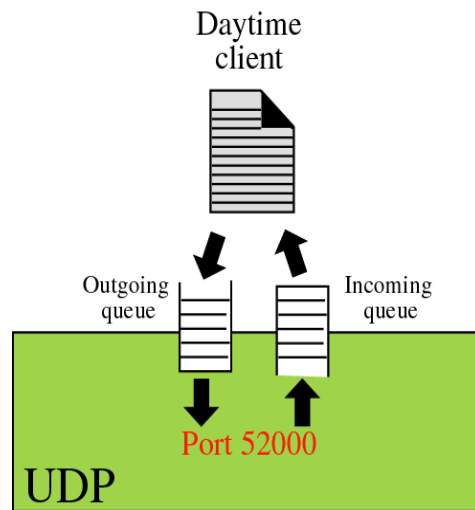 Daytime
client
Outgoing
queue
Incoming
queue
Port 52000
UDP